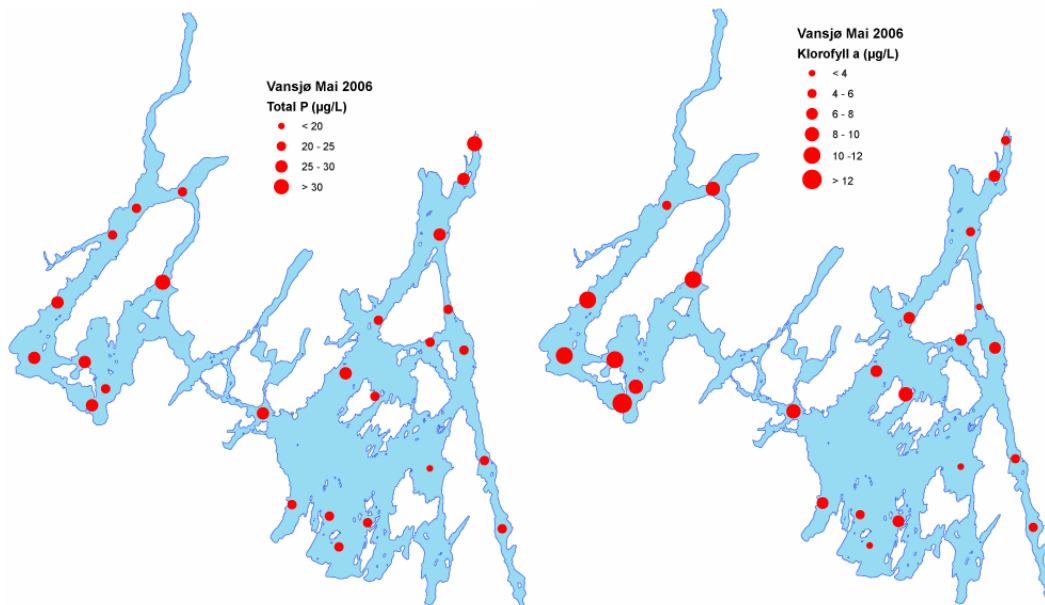 Vansjø Mai 2006
Total P (µg/L)
< 20
20 - 25
25 - 30
> 30
Vansjø Mai 2006
Klorofyll a (µg/L)
< 4
4 - 6
6 - 8
8 - 10
10 -12
> 12